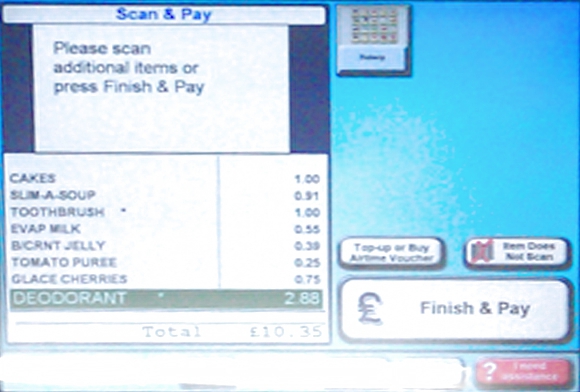 Scan & Pay
Please scan
additional items or
press Finish & Pay
CAKES 1.00
SLIM-A-SOUP 0.91
TOOTHBRUSH * 1.00
EVAP MILK 0.55
B/CRNT JELLY 0.39
TOMATO PUREE 0.25
GLACE CHERRIES 0.75
DEODORANT * 2.88
Total £10.35
Bakery
Top-up or Buy
Airtime Voucher
Item Does
Not Scan
£ Finish & Pay
? I need
assistance